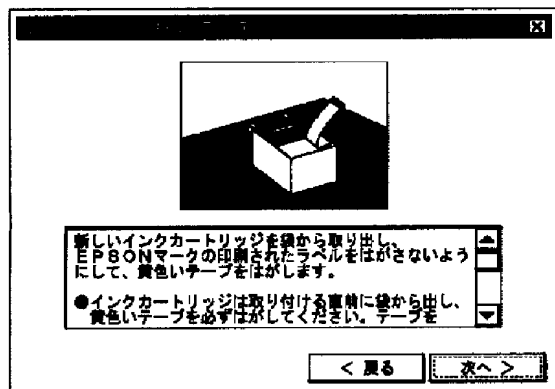 新しいインクカートリッジを袋から取り出し、
EPSONマークの印刷されたラベルをはがさないよう
にして、黄色いテープをはがします。
●インクカートリッジは取り付ける直前に袋から出し、
黄色いテープを必ずはがしてください。テープを
< 戻る
次へ >